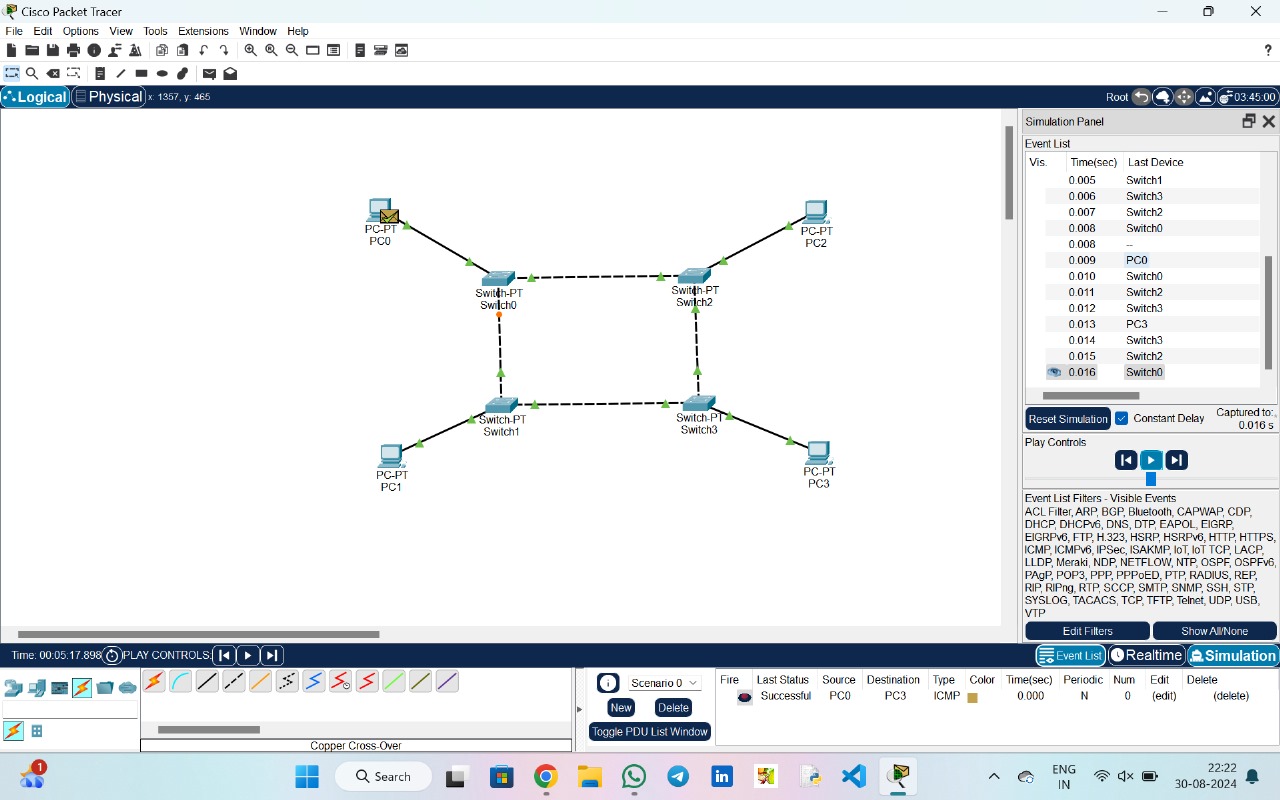 Cisco Packet Tracer
File Edit Options View Tools Extensions Window Help
?
Logical Physical x: 1357, y: 465
Root 03:45:00
PC-PT
PC0
PC-PT
PC2
Switch-PT
Switch0
Switch-PT
Switch2
Switch-PT
Switch1
Switch-PT
Switch3
PC-PT
PC1
PC-PT
PC3
Simulation Panel
Event List
Vis. Time(sec) Last Device
0.005 Switch1
0.006 Switch3
0.007 Switch2
0.008 Switch0
0.008 --
0.009 PC0
0.010 Switch0
0.011 Switch2
0.012 Switch3
0.013 PC3
0.014 Switch3
0.015 Switch2
0.016 Switch0
Reset Simulation Constant Delay Captured to:
0.016 s
Play Controls
Event List Filters - Visible Events
ACL Filter, ARP, BGP, Bluetooth, CAPWAP, CDP,
DHCP, DHCPv6, DNS, DTP, EAPOL, EIGRP,
EIGRPv6, FTP, H.323, HSRP, HSRPv6, HTTP, HTTPS,
ICMP, ICMPv6, IPSec, ISAKMP, IoT, IoT TCP, LACP,
LLDP, Meraki, NDP, NETFLOW, NTP, OSPF, OSPFv6,
PAgP, POP3, PPP, PPPoED, PTP, RADIUS, REP,
RIP, RIPng, RTP, SCCP, SMTP, SNMP, SSH, STP,
SYSLOG, TACACS, TCP, TFTP, Telnet, UDP, USB,
VTP
Edit Filters Show All/None
Time: 00:05:17.898 PLAY CONTROLS:
Event List Realtime Simulation
Copper Cross-Over
Scenario 0
New Delete
Toggle PDU List Window
Fire Last Status Source Destination Type Color Time(sec) Periodic Num Edit Delete
Successful PC0 PC3 ICMP 0.000 N 0 (edit) (delete)
1
Search
ENG
IN
22:22
30-08-2024